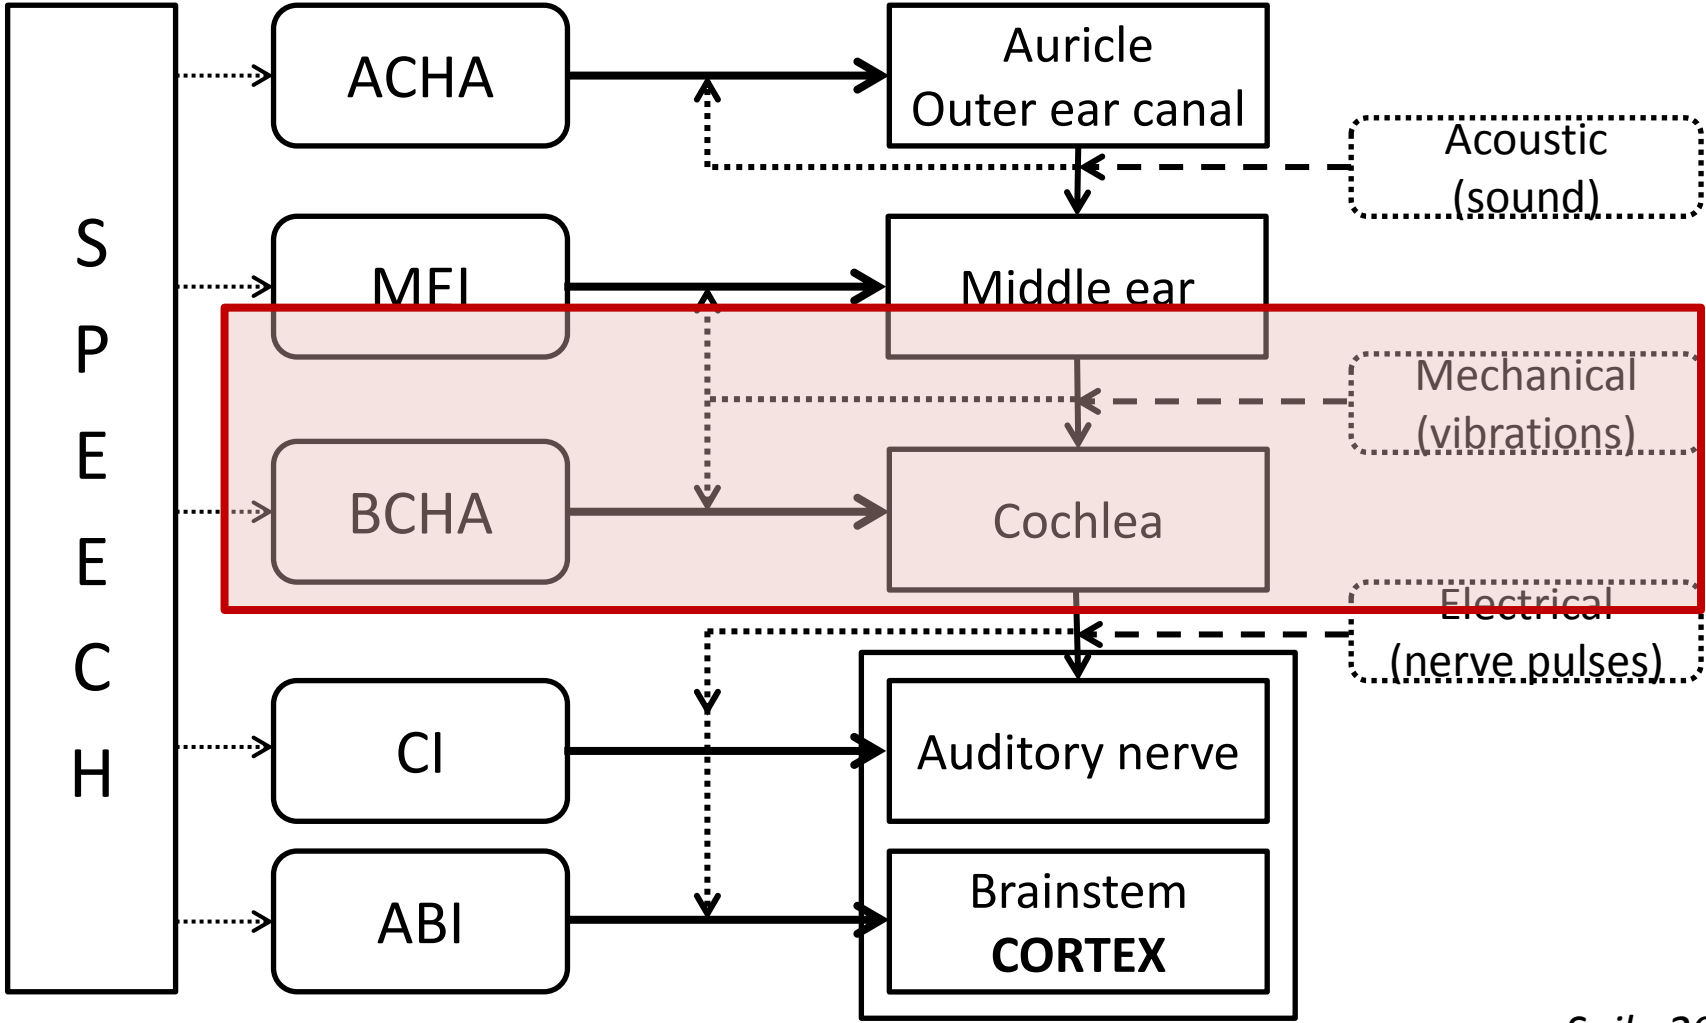 S
P
E
E
C
H
ACHA
Auricle
Outer ear canal
Acoustic
(sound)
MEI
Middle ear
Mechanical
(vibrations)
BCHA
Cochlea
Electrical
(nerve pulses)
CI
Auditory nerve
ABI
Brainstem
CORTEX